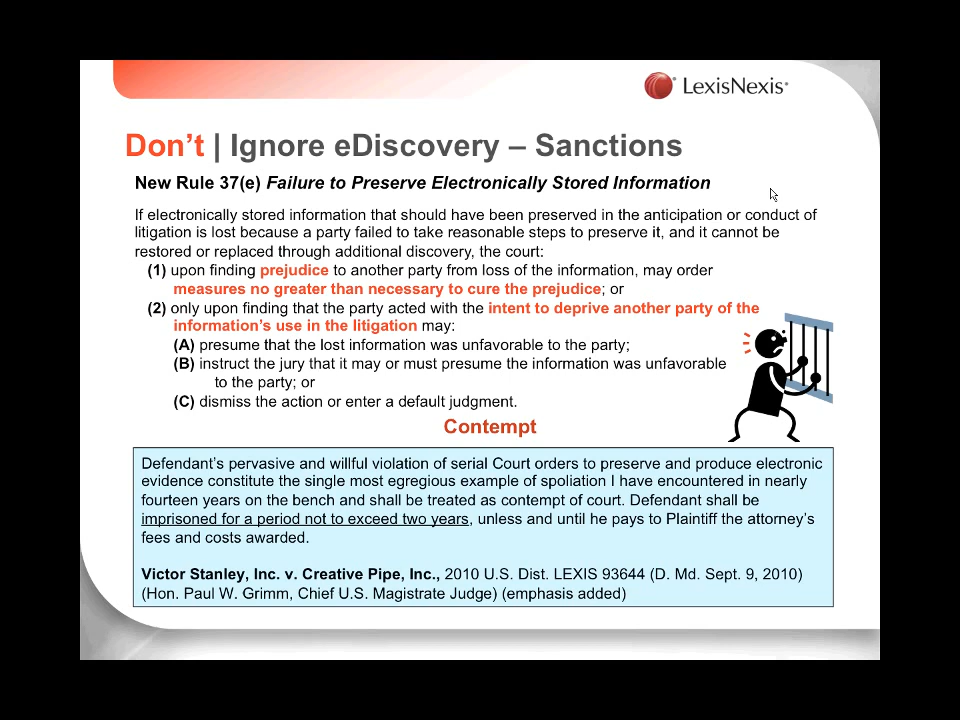 LexisNexis®
Don't | Ignore eDiscovery – Sanctions
New Rule 37(e) Failure to Preserve Electronically Stored Information
If electronically stored information that should have been preserved in the anticipation or conduct of
litigation is lost because a party failed to take reasonable steps to preserve it, and it cannot be
restored or replaced through additional discovery, the court:
(1) upon finding prejudice to another party from loss of the information, may order
measures no greater than necessary to cure the prejudice; or
(2) only upon finding that the party acted with the intent to deprive another party of the
information's use in the litigation may:
(A) presume that the lost information was unfavorable to the party;
(B) instruct the jury that it may or must presume the information was unfavorable
to the party; or
(C) dismiss the action or enter a default judgment.
Contempt
Defendant's pervasive and willful violation of serial Court orders to preserve and produce electronic
evidence constitute the single most egregious example of spoliation I have encountered in nearly
fourteen years on the bench and shall be treated as contempt of court. Defendant shall be
imprisoned for a period not to exceed two years, unless and until he pays to Plaintiff the attorney's
fees and costs awarded.
Victor Stanley, Inc. v. Creative Pipe, Inc., 2010 U.S. Dist. LEXIS 93644 (D. Md. Sept. 9, 2010)
(Hon. Paul W. Grimm, Chief U.S. Magistrate Judge) (emphasis added)